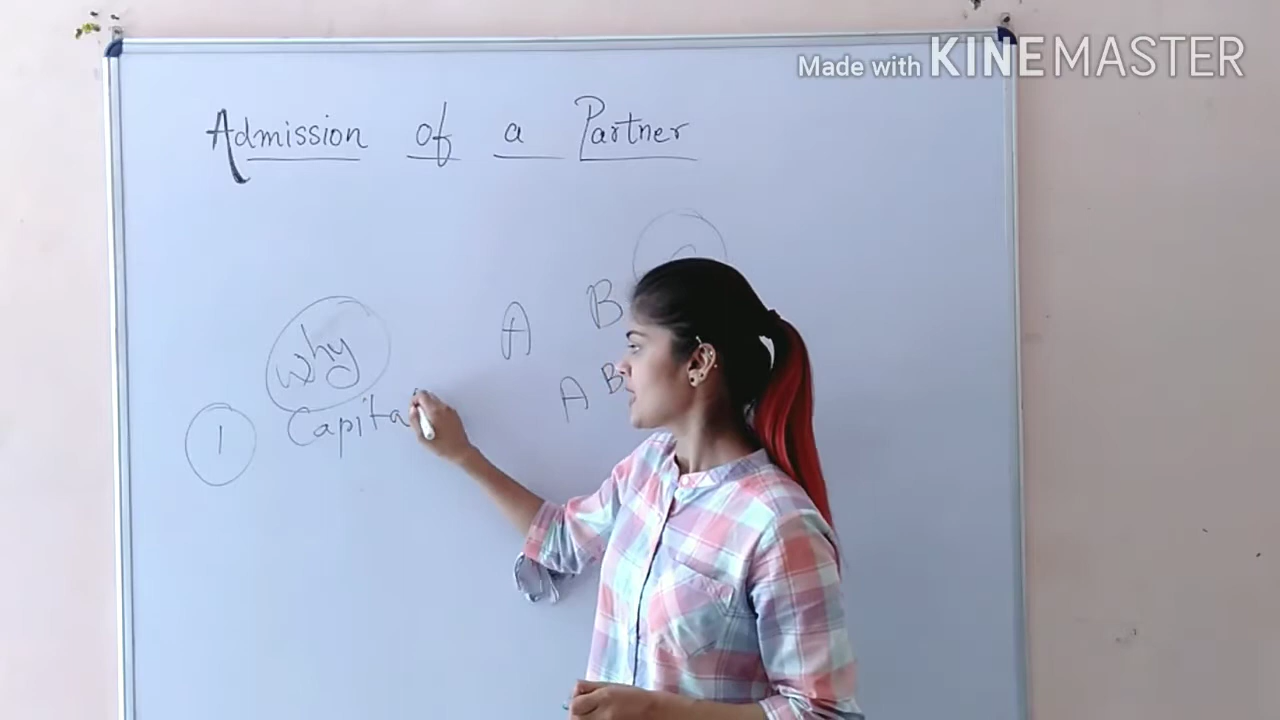 Made with KINEMASTER
Admission of a Partner
A B
why
A B
1 Capita